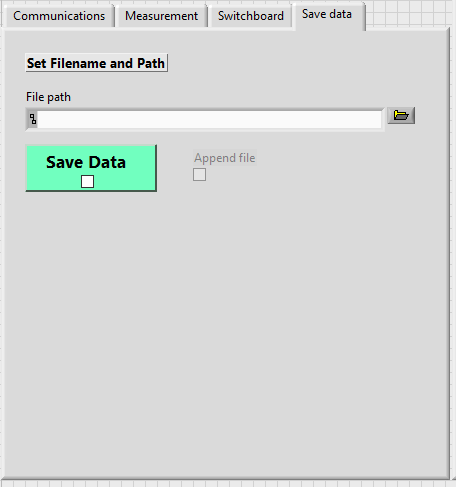 Communications Measurement Switchboard Save data
Set Filename and Path
File path
Save Data
Append file